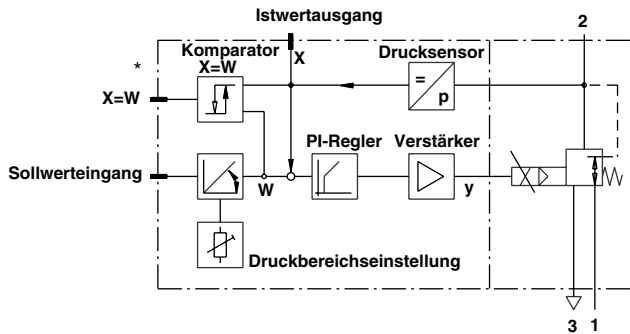 Istwertausgang
2
Komparator
X=W
X
Drucksensor
*
X=W
=
p
PI-Regler
Verstärker
Sollwerteingang
W
y
Druckbereichseinstellung
3
1